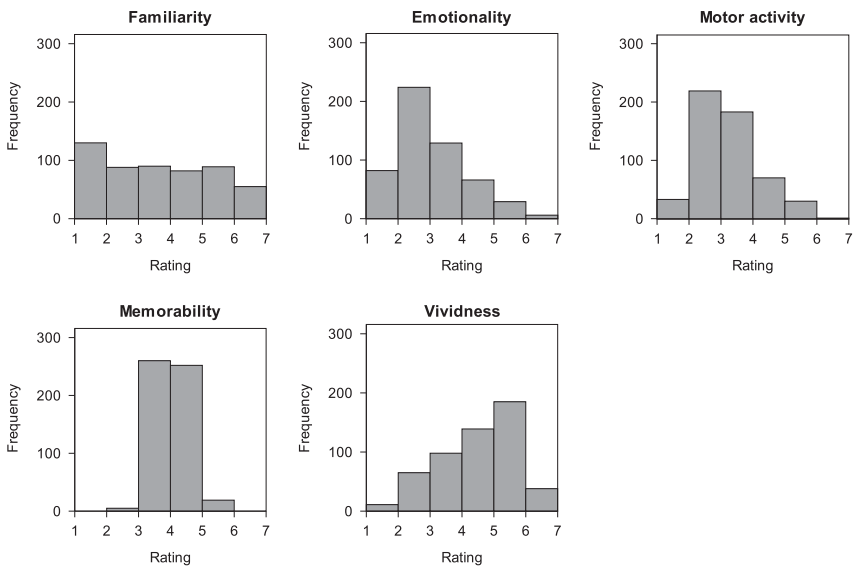 Familiarity
300
200
100
0
Frequency
1 2 3 4 5 6 7
Rating
Emotionality
300
200
100
0
Frequency
1 2 3 4 5 6 7
Rating
Motor activity
300
200
100
0
Frequency
1 2 3 4 5 6 7
Rating
Memorability
300
200
100
0
Frequency
1 2 3 4 5 6 7
Rating
Vividness
300
200
100
0
Frequency
1 2 3 4 5 6 7
Rating